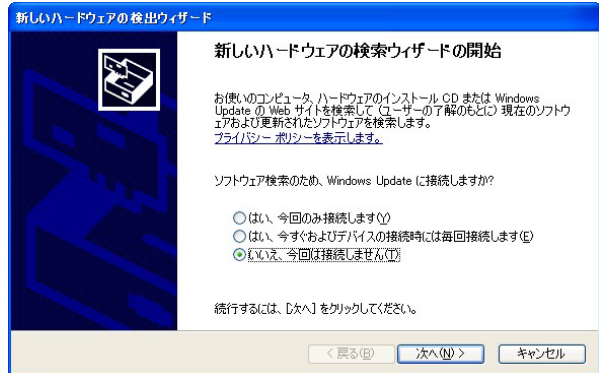 新しいハードウェアの検出ウィザード
新しいハードウェアの検索ウィザードの開始
お使いのコンピュータ、ハードウェアのインストール CD または Windows
Update の Web サイトを検索して (ユーザーの了解のもとに) 現在のソフトウ
ェアおよび更新されたソフトウェアを検索します。
プライバシー ポリシーを表示します。
ソフトウェア検索のため、Windows Update に接続しますか?
はい、今回のみ接続します(Y)
はい、今すぐおよびデバイスの接続時には毎回接続します(E)
いいえ、今回は接続しません(T)
続行するには、[次へ] をクリックしてください。
< 戻る(B)
次へ(N) >
キャンセル